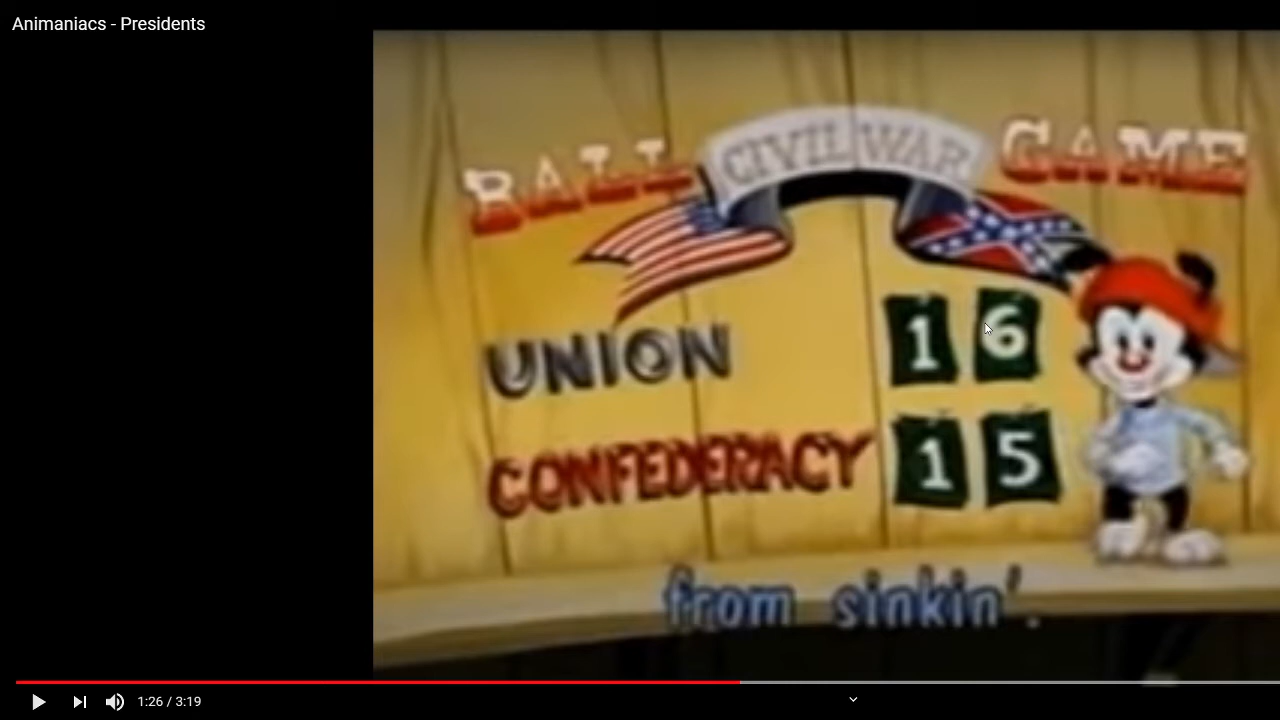 Animaniacs - Presidents
BALL CIVIL WAR GAME
UNION 16
CONFEDERACY 15
from sinkin'.
1:26 / 3:19